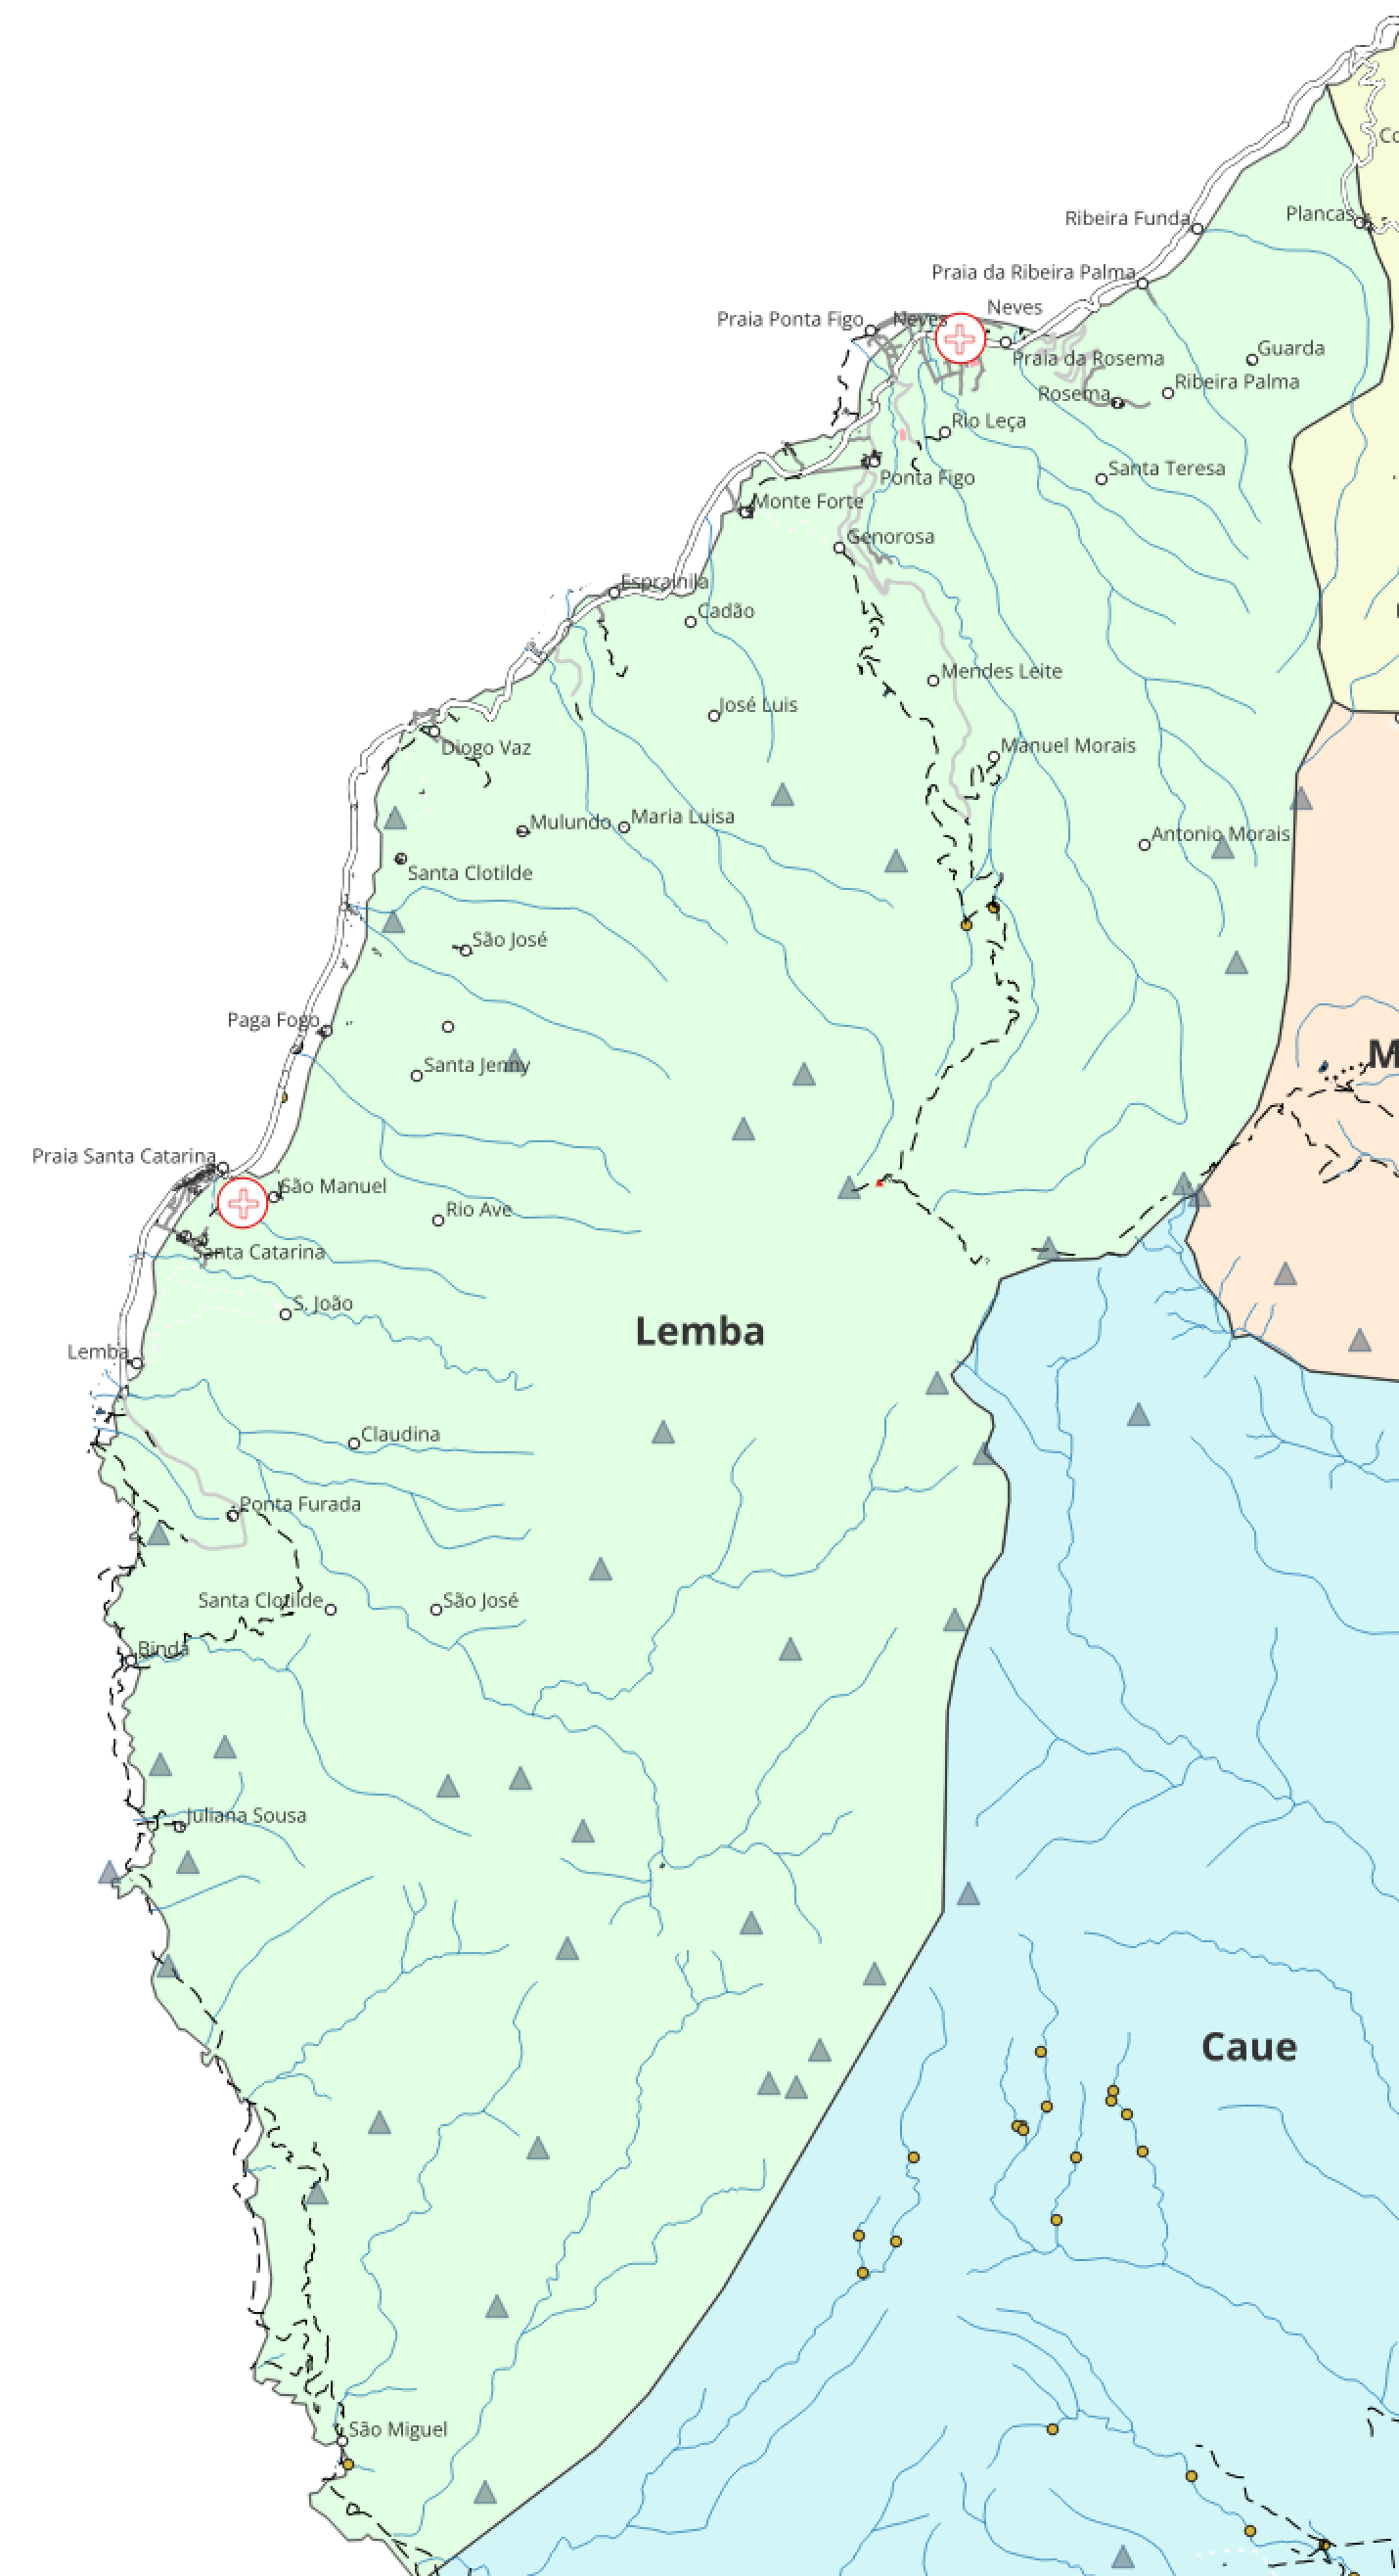 Co
Ribeira Funda
Plancas
Praia da Ribeira Palma
Neves
Praia Ponta Figo
Neves
Guarda
Praia da Rosema
Ribeira Palma
Rosema
Rio Leça
Santa Teresa
Ponta Figo
Monte Forte
Genorosa
Esprainila
Cadão
Mendes Leite
José Luis
Manuel Morais
Diogo Vaz
Maria Luisa
Mulundo
Antonio Morais
Santa Clotilde
São José
Paga Fogo
M
Santa Jenny
Praia Santa Catarina
São Manuel
Rio Ave
Santa Catarina
S. João
Lemba
Lemba
Claudina
Ponta Furada
Santa Clotilde
São José
Binda
Juliana Sousa
Caue
São Miguel